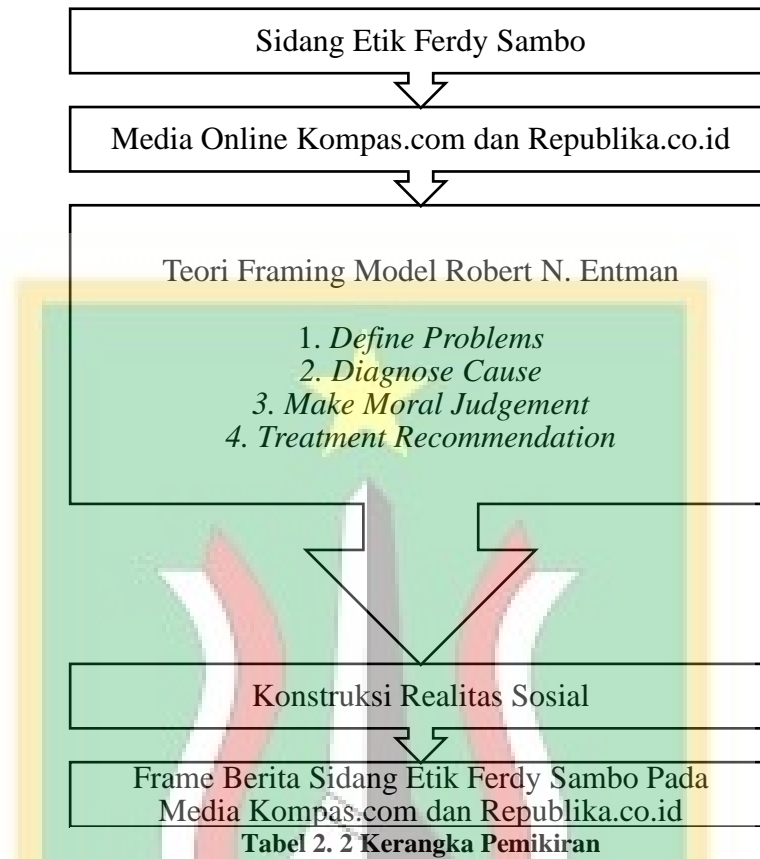 Sidang Etik Ferdy Sambo
Media Online Kompas.com dan Republika.co.id
Teori Framing Model Robert N. Entman
1. Define Problems
2. Diagnose Cause
3. Make Moral Judgement
4. Treatment Recommendation
Konstruksi Realitas Sosial
Frame Berita Sidang Etik Ferdy Sambo Pada
Media Kompas.com dan Republika.co.id
Tabel 2. 2 Kerangka Pemikiran